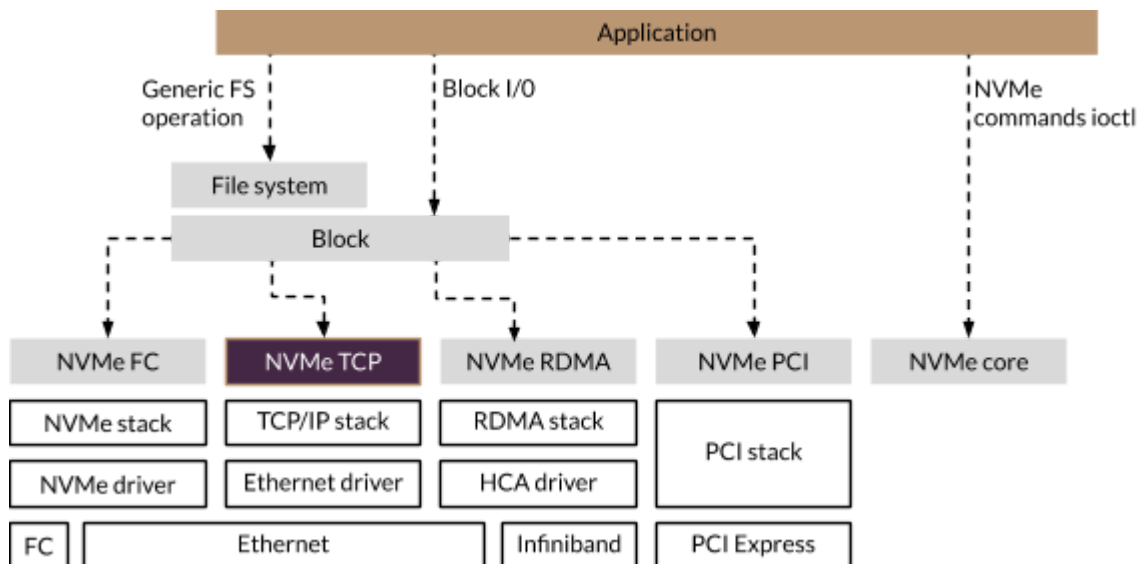 Application
Generic FS
operation
Block I/0
NVMe
commands ioctl
File system
Block
NVMe FC
NVMe TCP
NVMe RDMA
NVMe PCI
NVMe core
NVMe stack
TCP/IP stack
RDMA stack
PCI stack
NVMe driver
Ethernet driver
HCA driver
FC
Ethernet
Infiniband
PCI Express